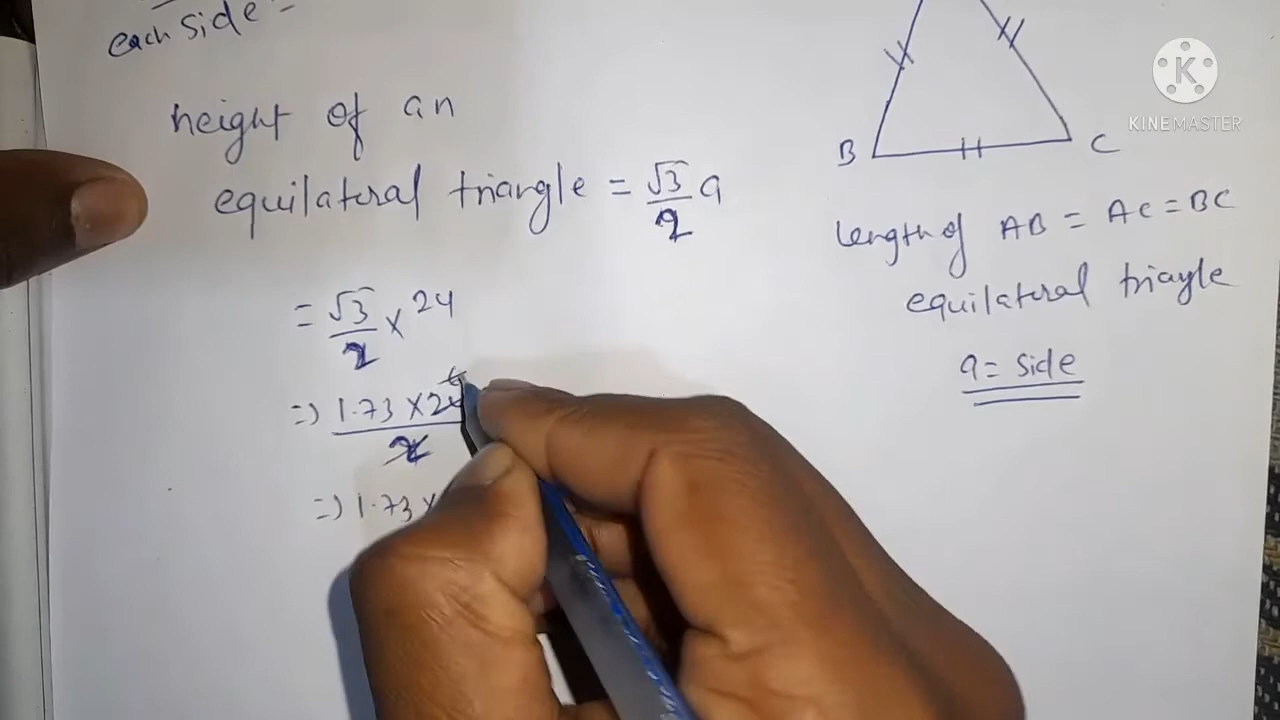 each side =
height of an
equilateral triangle = √3/2 a
= √3/2 × 24
=) 1.73 × 24 / 2
=) 1.73 ×
B C
length of AB = AC = BC
equilateral triangle
a = side
K
KINEMASTER